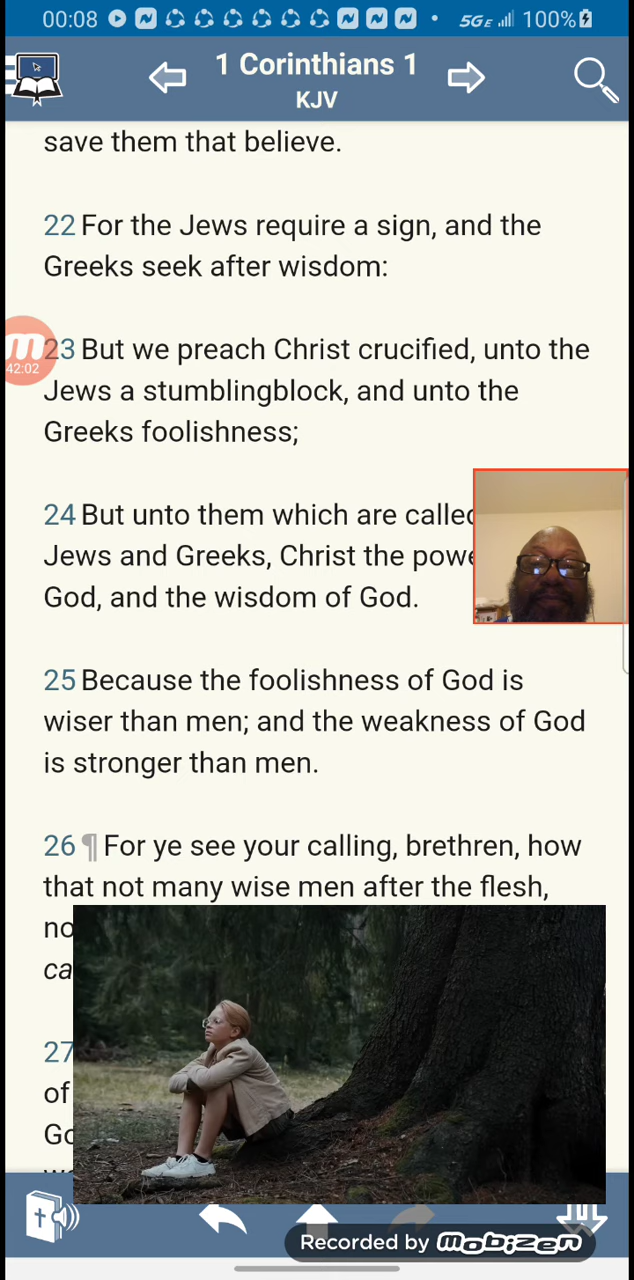 00:08
5GE 100%
1 Corinthians 1
KJV
save them that believe.
22 For the Jews require a sign, and the
Greeks seek after wisdom:
42:02
23 But we preach Christ crucified, unto the
Jews a stumblingblock, and unto the
Greeks foolishness;
24 But unto them which are called
Jews and Greeks, Christ the powe
God, and the wisdom of God.
25 Because the foolishness of God is
wiser than men; and the weakness of God
is stronger than men.
26 ¶ For ye see your calling, brethren, how
that not many wise men after the flesh,
no
ca
27
of
Go
Recorded by mobizen